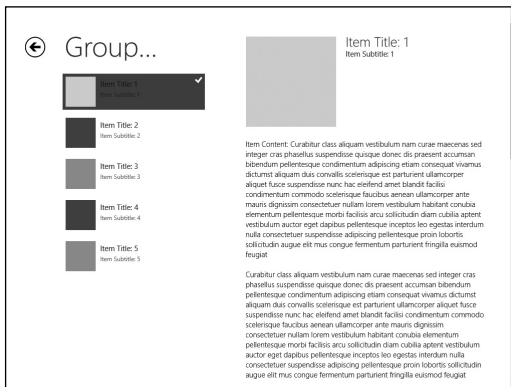 Group...
Item Title: 1
Item Subtitle: 1
Item Title: 2
Item Subtitle: 2
Item Title: 3
Item Subtitle: 3
Item Title: 4
Item Subtitle: 4
Item Title: 5
Item Subtitle: 5
Item Title: 1
Item Subtitle: 1
Item Content: Curabitur class aliquam vestibulum nam curae maecenas sed
integer cras phasellus suspendisse quisque donec dis praesent accumsan
bibendum pellentesque condimentum adipiscing etiam consequat vivamus
dictumst aliquam duis convallis scelerisque est parturient ullamcorper
aliquet fusce suspendisse nunc hac eleifend amet blandit facilisi
condimentum commodo scelerisque faucibus aenean ullamcorper ante
mauris dignissim consectetuer nullam lorem vestibulum habitant conubia
elementum pellentesque morbi facilisis arcu sollicitudin diam cubilia aptent
vestibulum auctor eget dapibus pellentesque inceptos leo egestas interdum
nulla consectetuer suspendisse adipiscing pellentesque proin lobortis
sollicitudin augue elit mus congue fermentum parturient fringilla euismod
feugiat
Curabitur class aliquam vestibulum nam curae maecenas sed integer cras
phasellus suspendisse quisque donec dis praesent accumsan bibendum
pellentesque condimentum adipiscing etiam consequat vivamus dictumst
aliquam duis convallis scelerisque est parturient ullamcorper aliquet fusce
suspendisse nunc hac eleifend amet blandit facilisi condimentum commodo
scelerisque faucibus aenean ullamcorper ante mauris dignissim
consectetuer nullam lorem vestibulum habitant conubia elementum
pellentesque morbi facilisis arcu sollicitudin diam cubilia aptent vestibulum
auctor eget dapibus pellentesque inceptos leo egestas interdum nulla
consectetuer suspendisse adipiscing pellentesque proin lobortis sollicitudin
augue elit mus congue fermentum parturient fringilla euismod feugiat